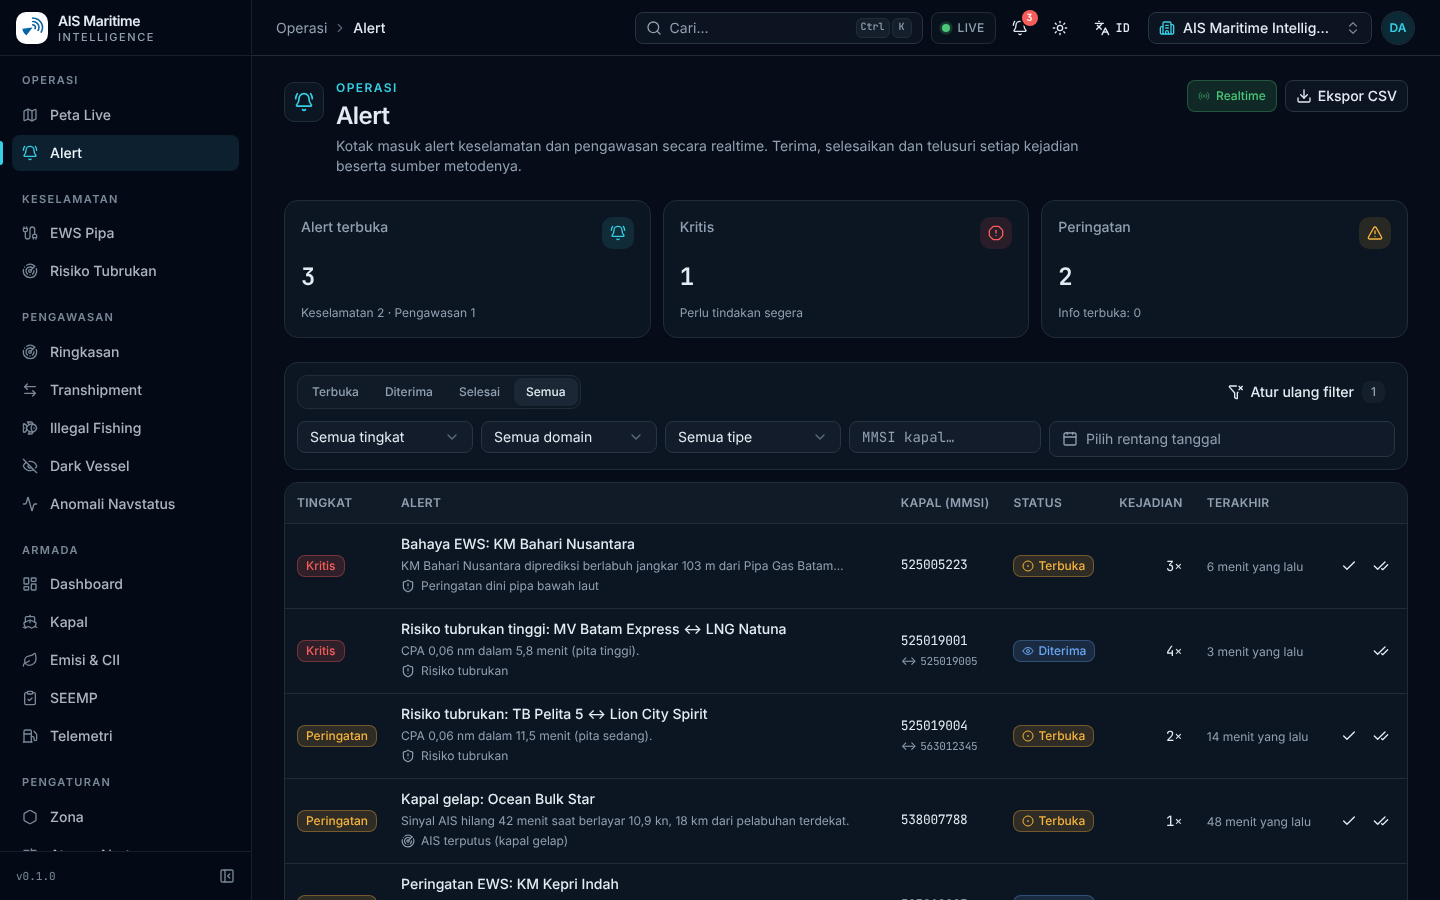 AIS Maritime
INTELLIGENCE
Operasi > Alert
Cari...
Ctrl K
LIVE
3
ID
AIS Maritime Intellig...
DA
OPERASI
Peta Live
Alert
KESELAMATAN
EWS Pipa
Risiko Tubrukan
PENGAWASAN
Ringkasan
Transhipment
Illegal Fishing
Dark Vessel
Anomali Navstatus
ARMADA
Dashboard
Kapal
Emisi & CII
SEEMP
Telemetri
PENGATURAN
Zona
v0.1.0
OPERASI
Alert
Kotak masuk alert keselamatan dan pengawasan secara realtime. Terima, selesaikan dan telusuri setiap kejadian
beserta sumber metodenya.
Realtime
Ekspor CSV
Alert terbuka
3
Keselamatan 2 · Pengawasan 1
Kritis
1
Perlu tindakan segera
Peringatan
2
Info terbuka: 0
Terbuka Diterima Selesai Semua
Atur ulang filter 1
Semua tingkat
Semua domain
Semua tipe
MMSI kapal…
Pilih rentang tanggal
TINGKAT ALERT KAPAL (MMSI) STATUS KEJADIAN TERAKHIR
Kritis
Bahaya EWS: KM Bahari Nusantara
KM Bahari Nusantara diprediksi berlabuh jangkar 103 m dari Pipa Gas Batam...
Peringatan dini pipa bawah laut
525005223
Terbuka
3×
6 menit yang lalu
Kritis
Risiko tubrukan tinggi: MV Batam Express ↔ LNG Natuna
CPA 0,06 nm dalam 5,8 menit (pita tinggi).
Risiko tubrukan
525019001
↔ 525019005
Diterima
4×
3 menit yang lalu
Peringatan
Risiko tubrukan: TB Pelita 5 ↔ Lion City Spirit
CPA 0,06 nm dalam 11,5 menit (pita sedang).
Risiko tubrukan
525019004
↔ 563012345
Terbuka
2×
14 menit yang lalu
Peringatan
Kapal gelap: Ocean Bulk Star
Sinyal AIS hilang 42 menit saat berlayar 10,9 kn, 18 km dari pelabuhan terdekat.
AIS terputus (kapal gelap)
538007788
Terbuka
1×
48 menit yang lalu
Peringatan EWS: KM Kepri Indah